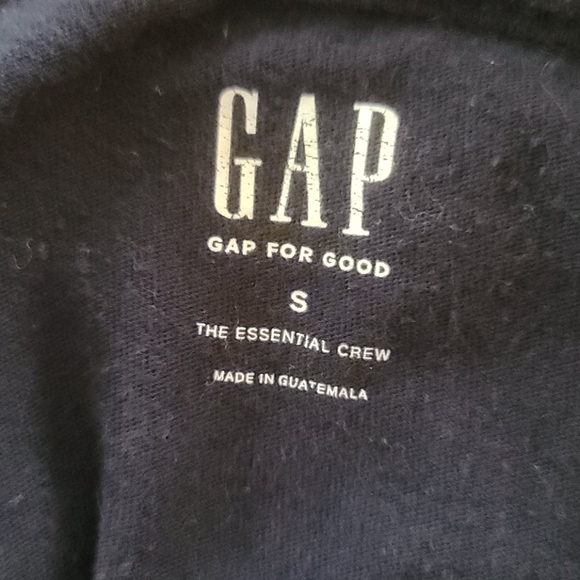 GAP
GAP FOR GOOD
S
THE ESSENTIAL CREW
MADE IN GUATEMALA